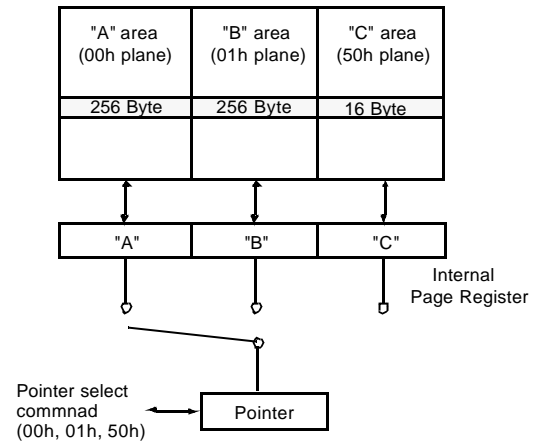 "A" area
(00h plane)
"B" area
(01h plane)
"C" area
(50h plane)
256 Byte
256 Byte
16 Byte
"A"
"B"
"C"
Internal
Page Register
Pointer select
commnad
(00h, 01h, 50h)
Pointer